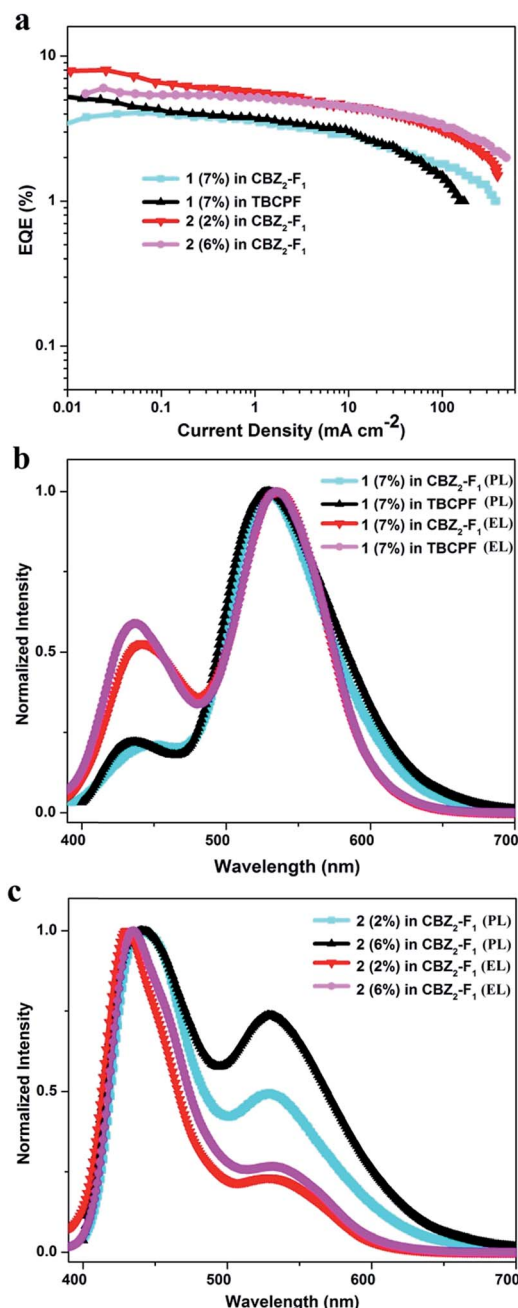 a
10
1
0.1
EQE (%)
1 (7%) in CBZ₂-F₁
1 (7%) in TBCPF
2 (2%) in CBZ₂-F₁
2 (6%) in CBZ₂-F₁
0.01 0.1 1 10 100
Current Density (mA cm⁻²)
b
1.0
0.5
0.0
Normalized Intensity
1 (7%) in CBZ₂-F₁ (PL)
1 (7%) in TBCPF (PL)
1 (7%) in CBZ₂-F₁ (EL)
1 (7%) in TBCPF (EL)
400 500 600 700
Wavelength (nm)
c
1.0
0.5
0.0
Normalized Intensity
2 (2%) in CBZ₂-F₁ (PL)
2 (6%) in CBZ₂-F₁ (PL)
2 (2%) in CBZ₂-F₁ (EL)
2 (6%) in CBZ₂-F₁ (EL)
400 500 600 700
Wavelength (nm)